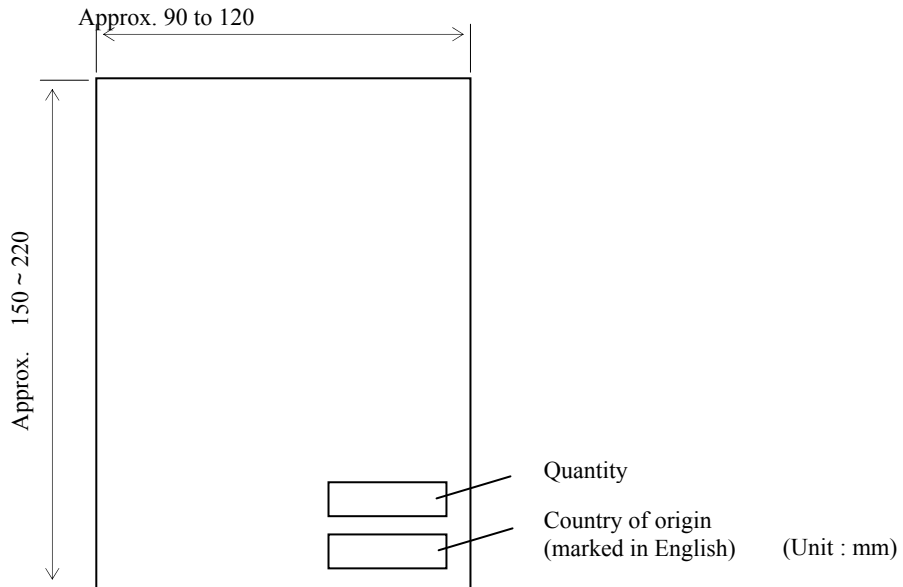 Approx. 90 to 120
Approx. 150 ~ 220
Quantity
Country of origin
(marked in English) (Unit : mm)